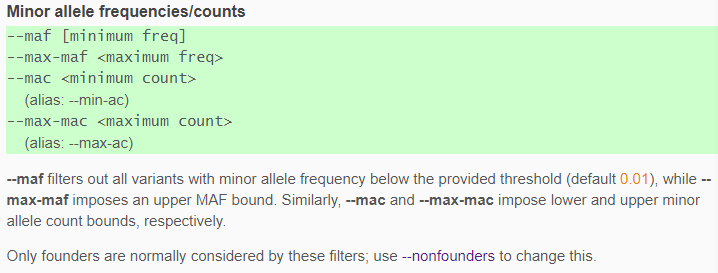 Minor allele frequencies/counts
--maf [minimum freq]
--max-maf <maximum freq>
--mac <minimum count>
(alias: --min-ac)
--max-mac <maximum count>
(alias: --max-ac)
--maf filters out all variants with minor allele frequency below the provided threshold (default 0.01), while --
max-maf imposes an upper MAF bound. Similarly, --mac and --max-mac impose lower and upper minor
allele count bounds, respectively.
Only founders are normally considered by these filters; use --nonfounders to change this.